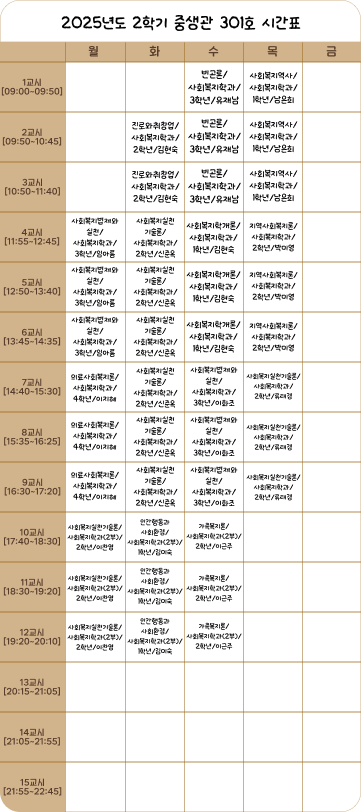 2025년도 2학기 중생관 301호 시간표
월 화 수 목 금
1교시
[09:00~09:50]
빈곤론/
사회복지학과/
3학년/유재남
사회복지역사/
사회복지학과/
1학년/남은희
2교시
[09:50~10:45]
진로와취창업/
사회복지학과/
2학년/김현숙
빈곤론/
사회복지학과/
3학년/유재남
사회복지역사/
사회복지학과/
1학년/남은희
3교시
[10:50~11:40]
진로와취창업/
사회복지학과/
2학년/김현숙
빈곤론/
사회복지학과/
3학년/유재남
사회복지역사/
사회복지학과/
1학년/남은희
4교시
[11:55~12:45]
사회복지법제와
실천/
사회복지학과/
3학년/임아롬
사회복지실천
기술론/
사회복지학과/
2학년/신준옥
사회복지학개론/
사회복지학과/
1학년/김현숙
지역사회복지론/
사회복지학과/
2학년/박미영
5교시
[12:50~13:40]
사회복지법제와
실천/
사회복지학과/
3학년/임아롬
사회복지실천
기술론/
사회복지학과/
2학년/신준옥
사회복지학개론/
사회복지학과/
1학년/김현숙
지역사회복지론/
사회복지학과/
2학년/박미영
6교시
[13:45~14:35]
사회복지법제와
실천/
사회복지학과/
3학년/임아롬
사회복지실천
기술론/
사회복지학과/
2학년/신준옥
사회복지학개론/
사회복지학과/
1학년/김현숙
지역사회복지론/
사회복지학과/
2학년/박미영
7교시
[14:40~15:30]
의료사회복지론/
사회복지학과/
4학년/이지혜
사회복지실천
기술론/
사회복지학과/
2학년/신준옥
사회복지법제와
실천/
사회복지학과/
3학년/이화조
사회복지실천기술론/
사회복지학과/
2학년/류태경
8교시
[15:35~16:25]
의료사회복지론/
사회복지학과/
4학년/이지혜
사회복지실천
기술론/
사회복지학과/
2학년/신준옥
사회복지법제와
실천/
사회복지학과/
3학년/이화조
사회복지실천기술론/
사회복지학과/
2학년/류태경
9교시
[16:30~17:20]
의료사회복지론/
사회복지학과/
4학년/이지혜
사회복지실천
기술론/
사회복지학과/
2학년/신준옥
사회복지법제와
실천/
사회복지학과/
3학년/이화조
사회복지실천기술론/
사회복지학과/
2학년/류태경
10교시
[17:40~18:30]
사회복지실천기술론/
사회복지학과(2부)/
2학년/이찬영
인간행동과
사회환경/
사회복지학과(2부)/
1학년/김미숙
가족복지론/
사회복지학과(2부)/
2학년/이근주
11교시
[18:30~19:20]
사회복지실천기술론/
사회복지학과(2부)/
2학년/이찬영
인간행동과
사회환경/
사회복지학과(2부)/
1학년/김미숙
가족복지론/
사회복지학과(2부)/
2학년/이근주
12교시
[19:20~20:10]
사회복지실천기술론/
사회복지학과(2부)/
2학년/이찬영
인간행동과
사회환경/
사회복지학과(2부)/
1학년/김미숙
가족복지론/
사회복지학과(2부)/
2학년/이근주
13교시
[20:15~21:05]
14교시
[21:05~21:55]
15교시
[21:55~22:45]